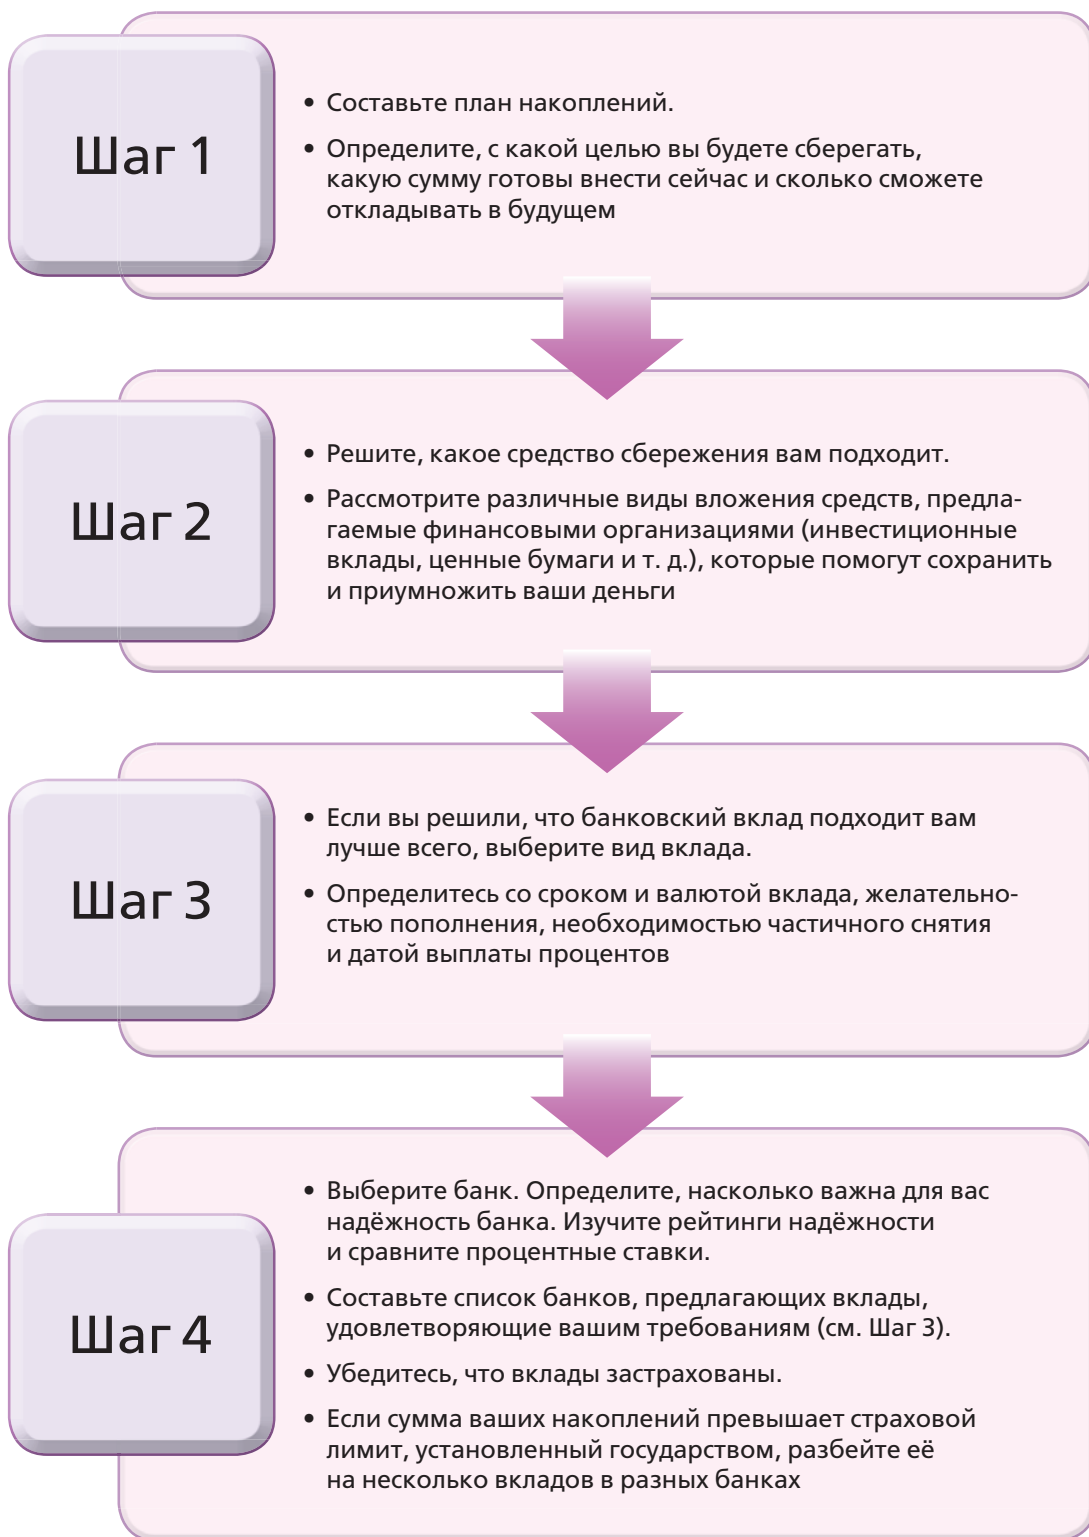 Шаг 1
• Составьте план накоплений.
• Определите, с какой целью вы будете сберегать,
какую сумму готовы внести сейчас и сколько сможете
откладывать в будущем
Шаг 2
• Решите, какое средство сбережения вам подходит.
• Рассмотрите различные виды вложения средств, предла-
гаемые финансовыми организациями (инвестиционные
вклады, ценные бумаги и т. д.), которые помогут сохранить
и приумножить ваши деньги
Шаг 3
• Если вы решили, что банковский вклад подходит вам
лучше всего, выберите вид вклада.
• Определитесь со сроком и валютой вклада, желательно-
стью пополнения, необходимостью частичного снятия
и датой выплаты процентов
Шаг 4
• Выберите банк. Определите, насколько важна для вас
надёжность банка. Изучите рейтинги надёжности
и сравните процентные ставки.
• Составьте список банков, предлагающих вклады,
удовлетворяющие вашим требованиям (см. Шаг 3).
• Убедитесь, что вклады застрахованы.
• Если сумма ваших накоплений превышает страховой
лимит, установленный государством, разбейте её
на несколько вкладов в разных банках